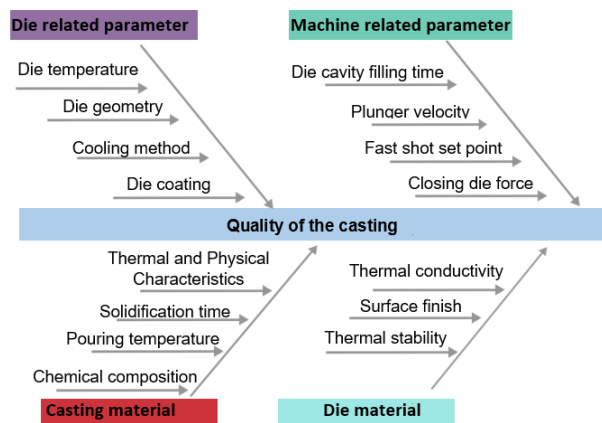 Die related parameter
Machine related parameter
Die temperature
Die geometry
Cooling method
Die coating
Die cavity filling time
Plunger velocity
Fast shot set point
Closing die force
Quality of the casting
Thermal and Physical
Characteristics
Solidification time
Pouring temperature
Chemical composition
Thermal conductivity
Surface finish
Thermal stability
Casting material
Die material